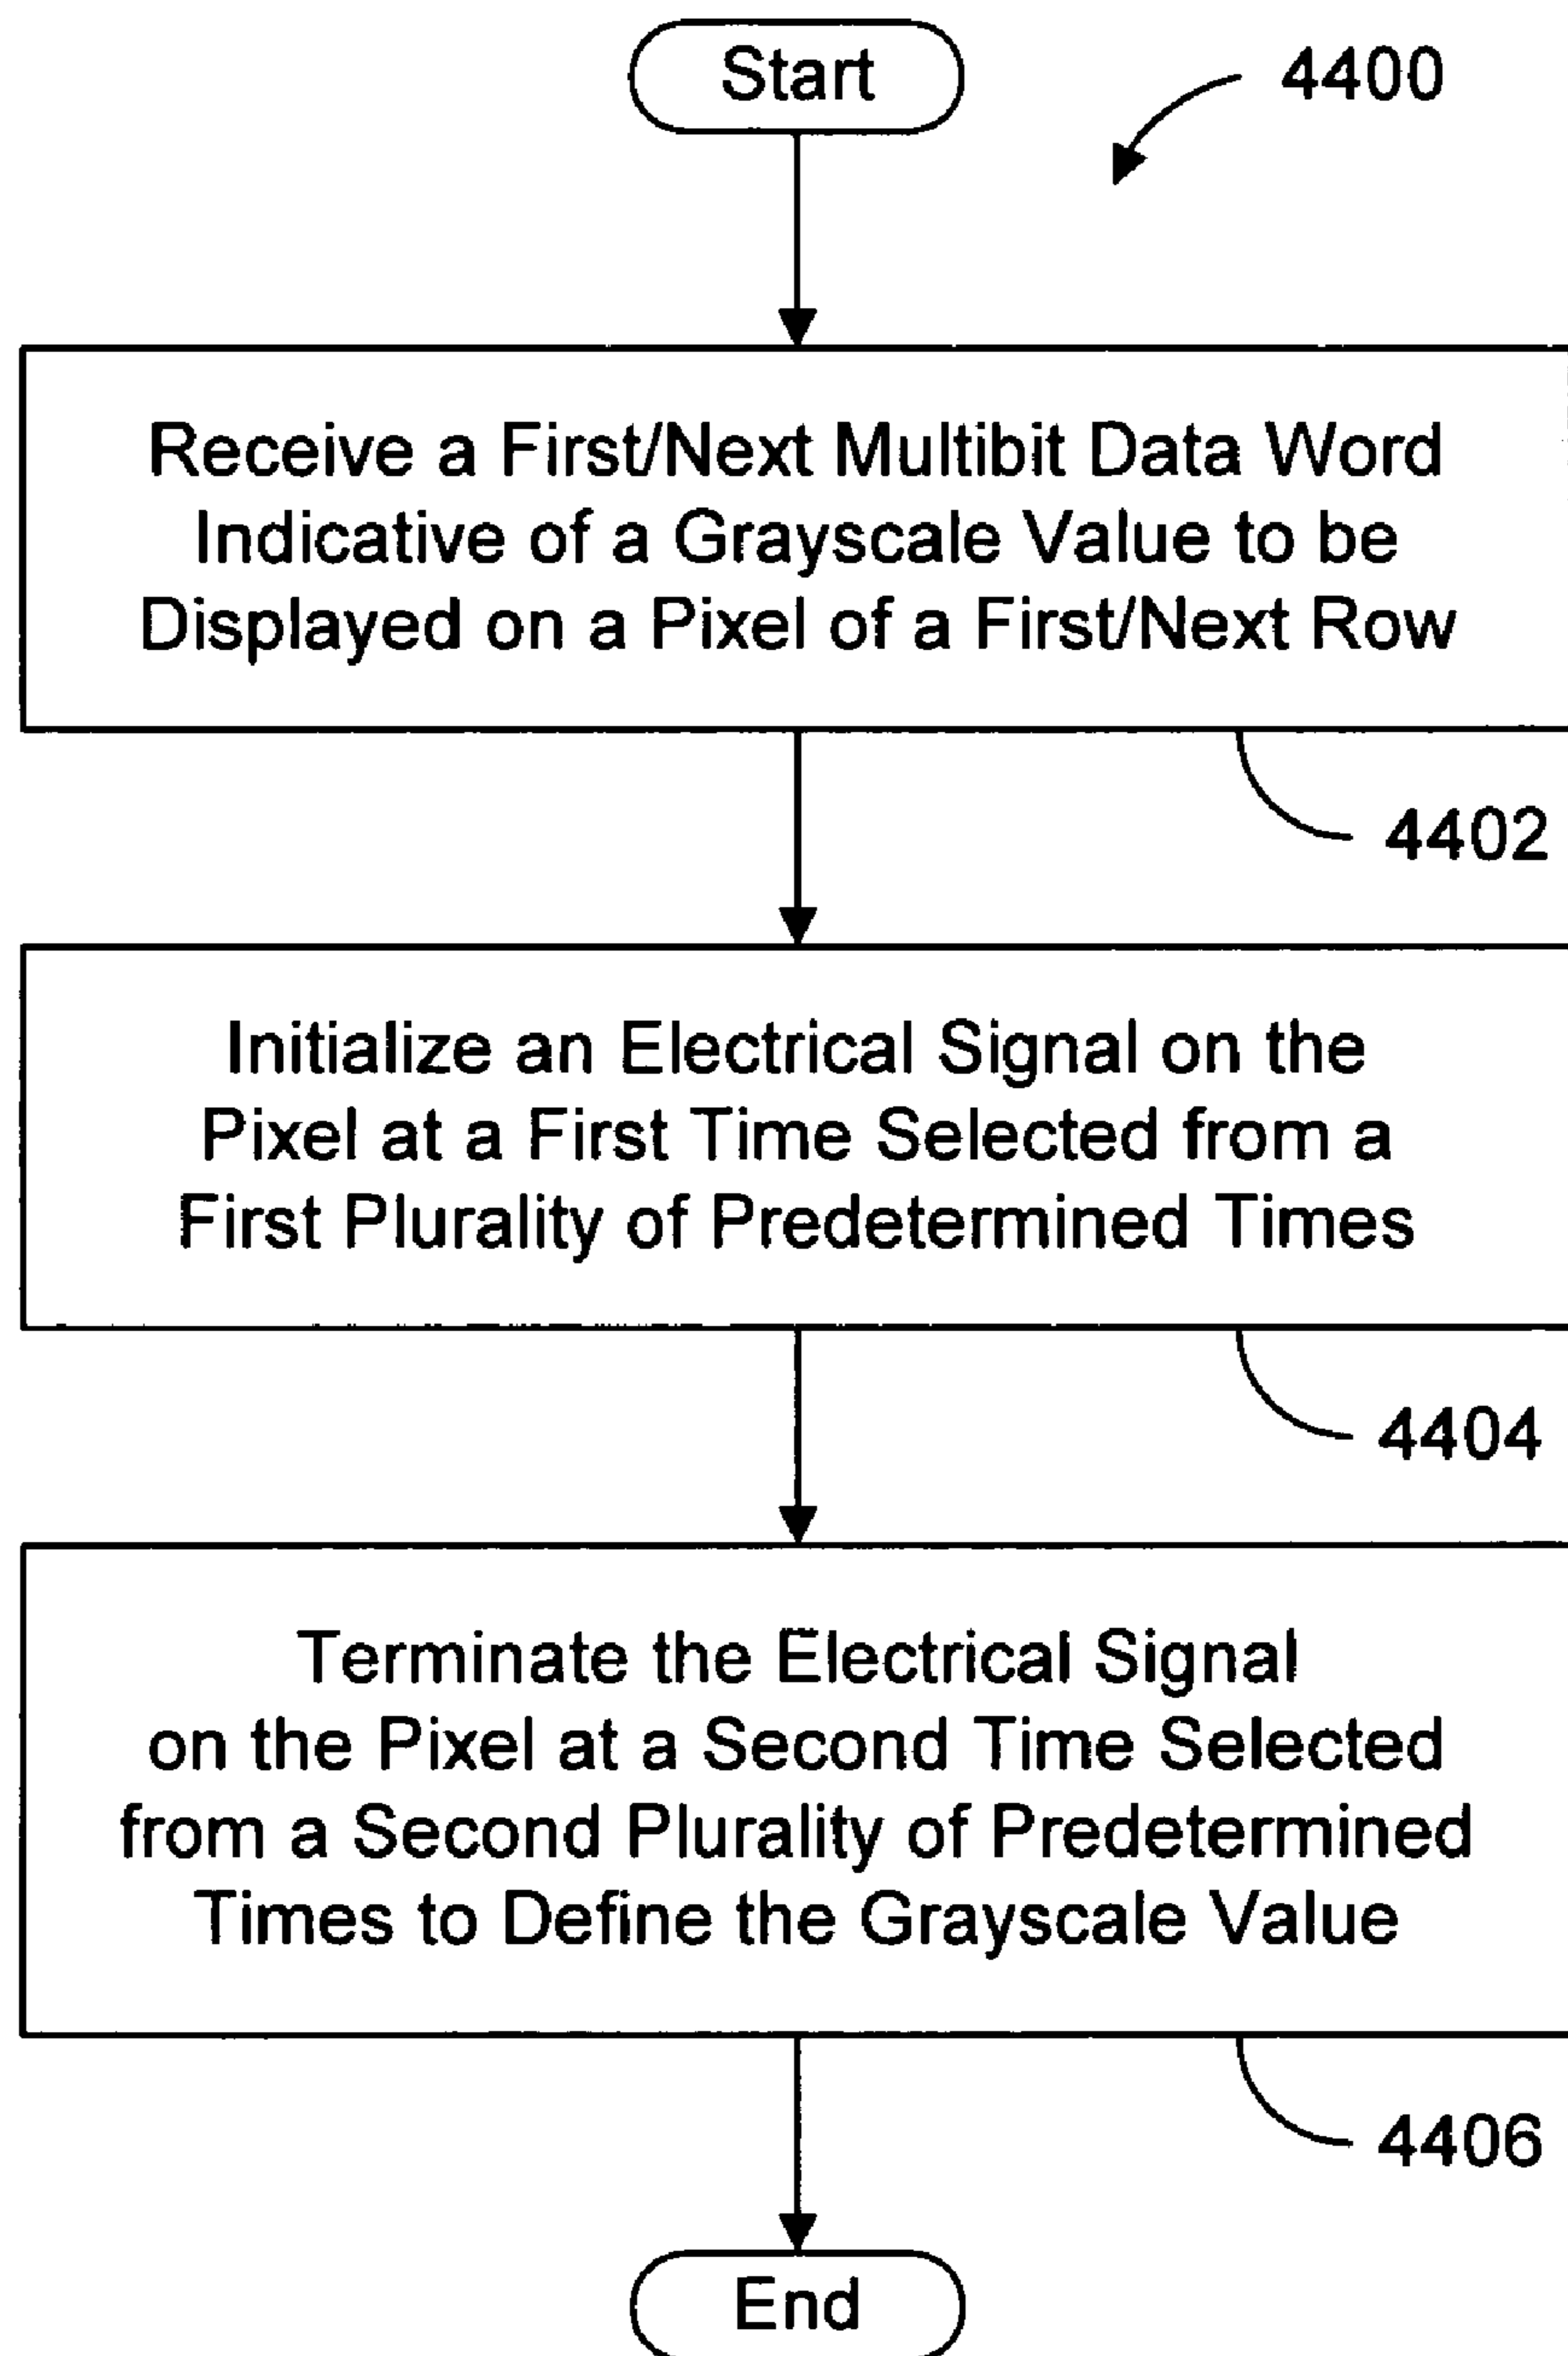 Start
4400
Receive a First/Next Multibit Data Word
Indicative of a Grayscale Value to be
Displayed on a Pixel of a First/Next Row
4402
Initialize an Electrical Signal on the
Pixel at a First Time Selected from a
First Plurality of Predetermined Times
4404
Terminate the Electrical Signal
on the Pixel at a Second Time Selected
from a Second Plurality of Predetermined
Times to Define the Grayscale Value
4406
End